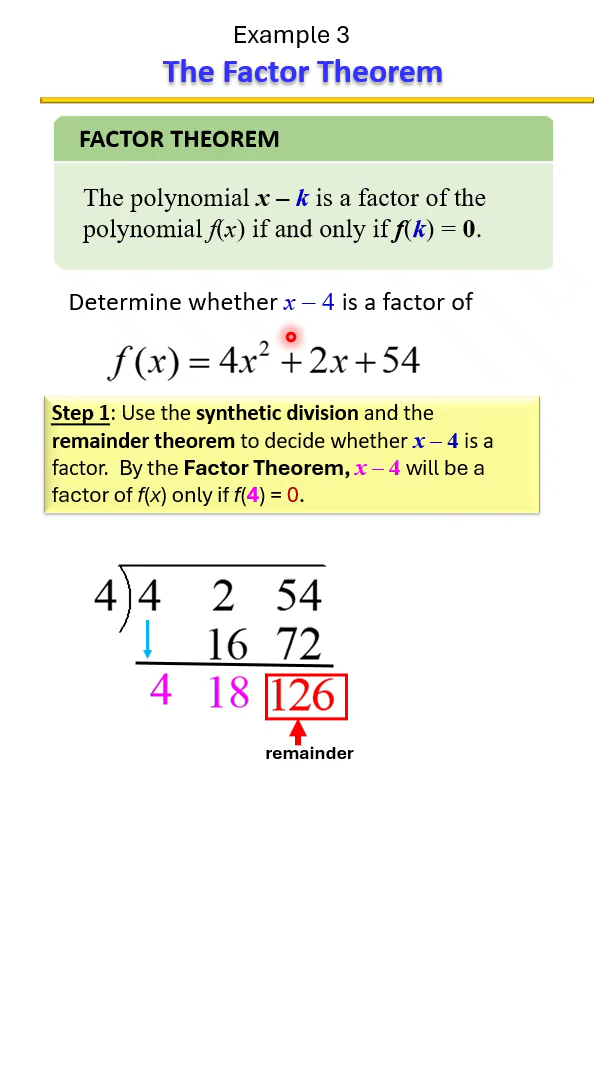 Example 3
The Factor Theorem
FACTOR THEOREM
The polynomial x – k is a factor of the
polynomial f(x) if and only if f(k) = 0.
Determine whether x – 4 is a factor of
f(x) = 4x² + 2x + 54
Step 1: Use the synthetic division and the
remainder theorem to decide whether x – 4 is a
factor. By the Factor Theorem, x – 4 will be a
factor of f(x) only if f(4) = 0.
4)4 2 54
16 72
4 18 126
remainder